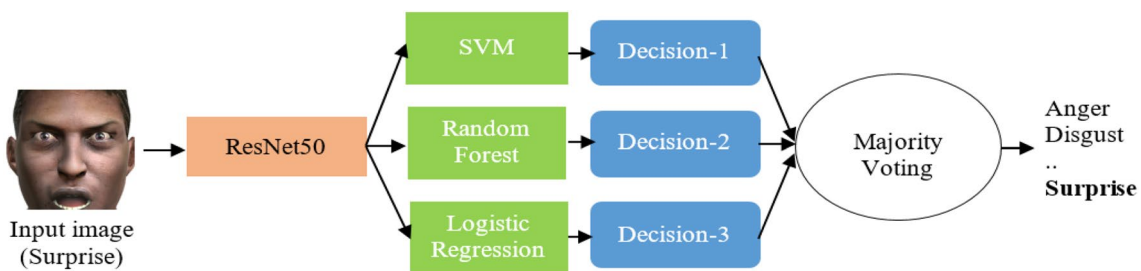 Input image
(Surprise)
ResNet50
SVM
Random
Forest
Logistic
Regression
Decision-1
Decision-2
Decision-3
Majority
Voting
Anger
Disgust
..
Surprise